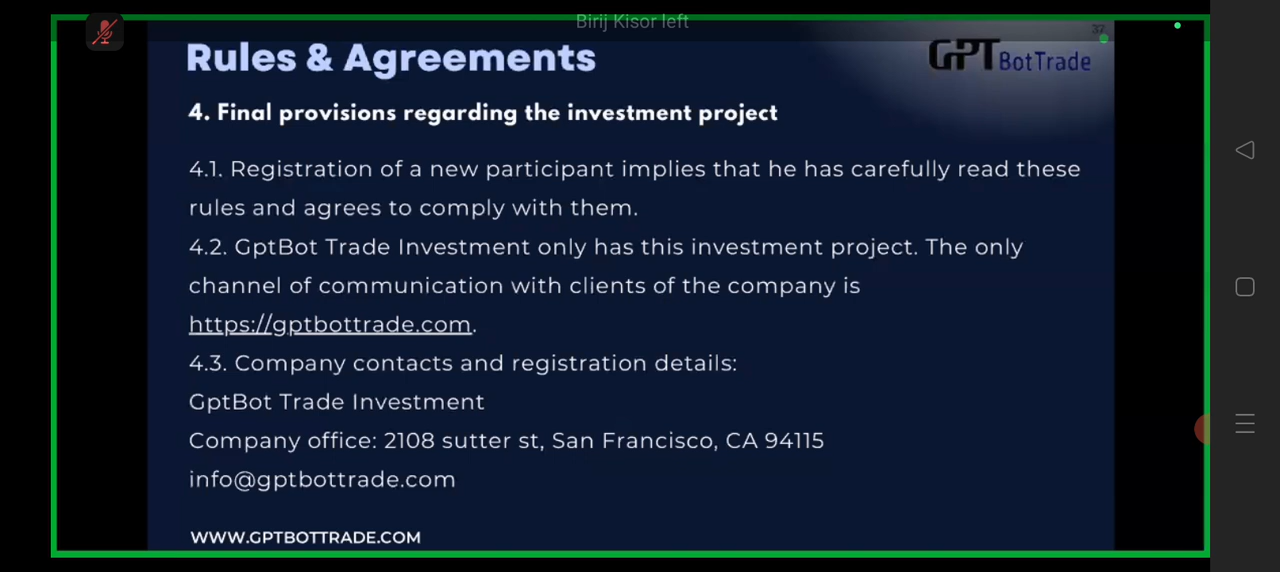 Birij Kisor left
37
Rules & Agreements
GPT BotTrade
4. Final provisions regarding the investment project
4.1. Registration of a new participant implies that he has carefully read these
rules and agrees to comply with them.
4.2. GptBot Trade Investment only has this investment project. The only
channel of communication with clients of the company is
https://gptbottrade.com.
4.3. Company contacts and registration details:
GptBot Trade Investment
Company office: 2108 sutter st, San Francisco, CA 94115
info@gptbottrade.com
WWW.GPTBOTTRADE.COM